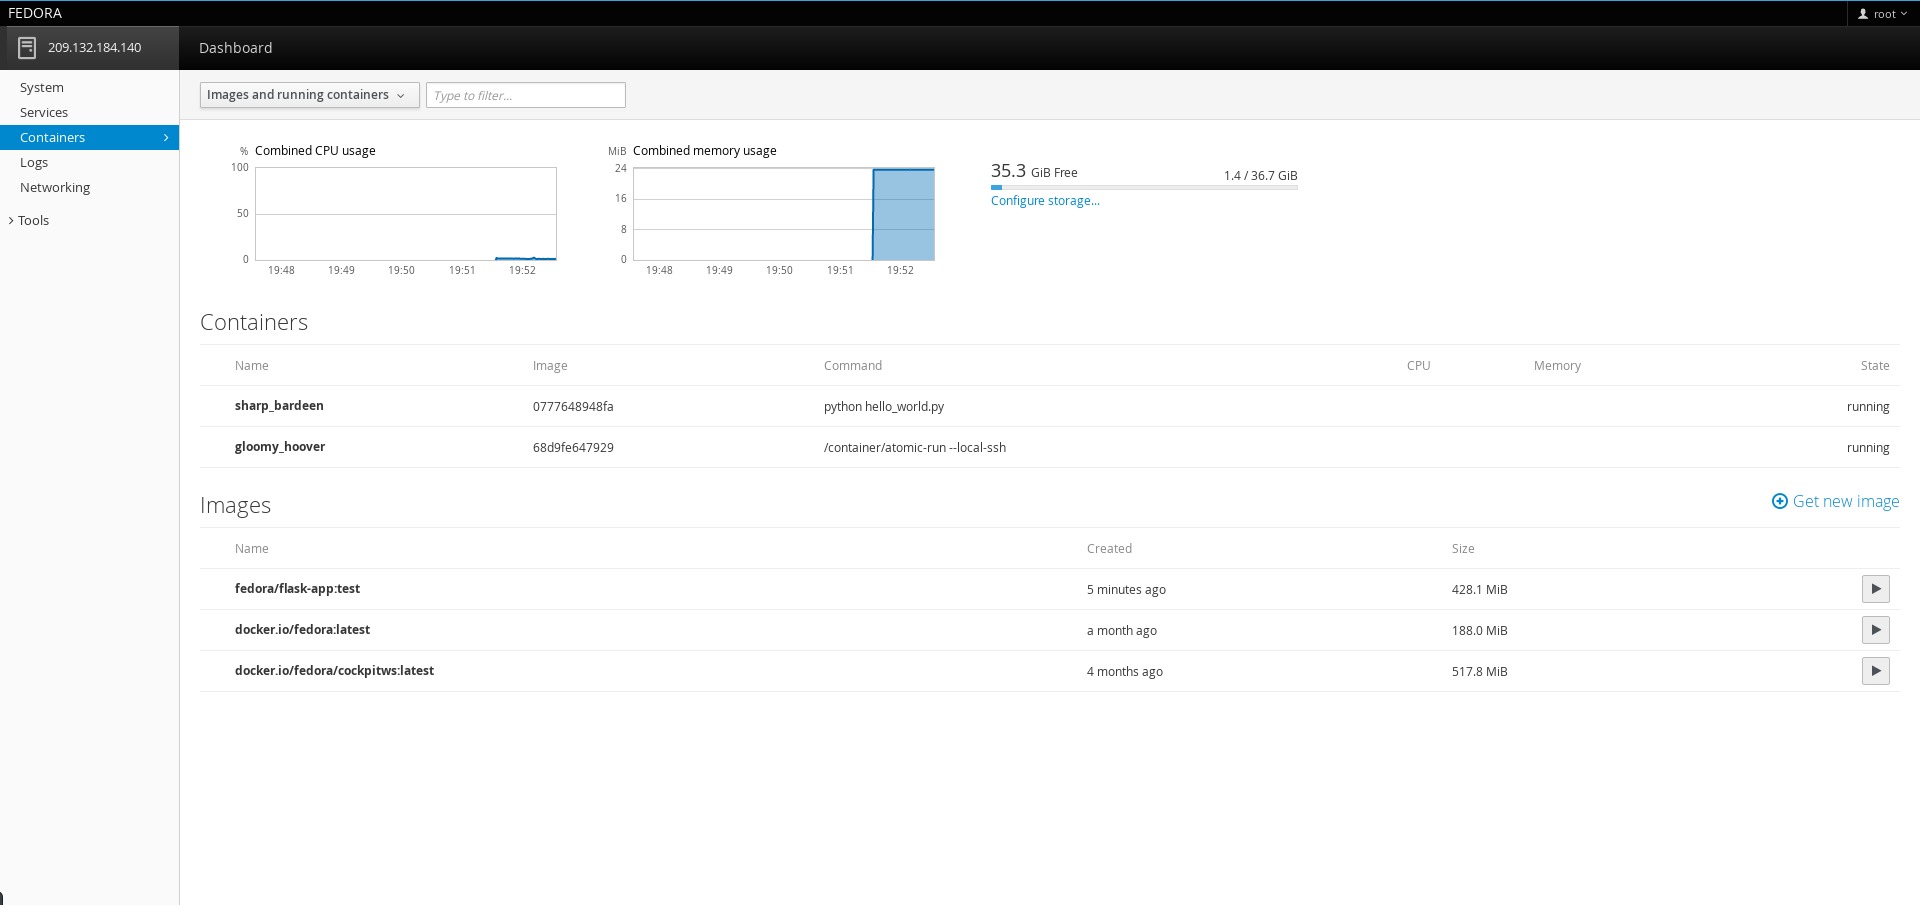 FEDORA
root
209.132.184.140
Dashboard
System
Services
Containers
Logs
Networking
Tools
Images and running containers
Type to filter...
% Combined CPU usage
100
50
0
19:48 19:49 19:50 19:51 19:52
MiB Combined memory usage
24
16
8
0
19:48 19:49 19:50 19:51 19:52
35.3 GiB Free 1.4 / 36.7 GiB
Configure storage...
Containers
Name Image Command CPU Memory State
sharp_bardeen 0777648948fa python hello_world.py running
gloomy_hoover 68d9fe647929 /container/atomic-run --local-ssh running
Images Get new image
Name Created Size
fedora/flask-app:test 5 minutes ago 428.1 MiB
docker.io/fedora:latest a month ago 188.0 MiB
docker.io/fedora/cockpitws:latest 4 months ago 517.8 MiB